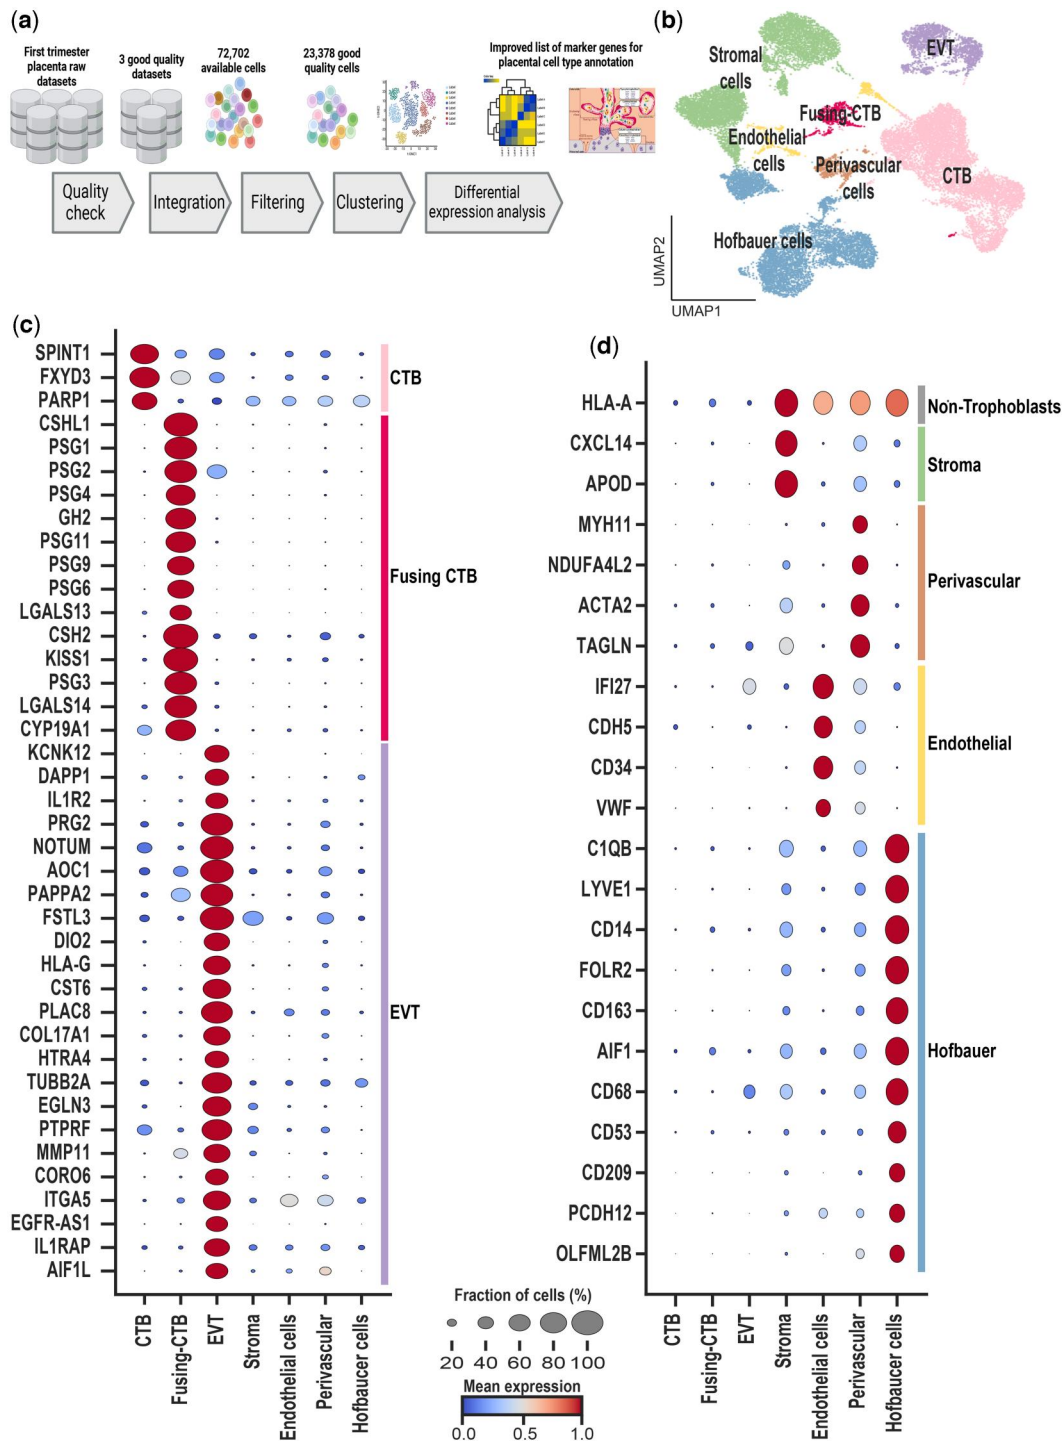 (a)
First trimester
placenta raw
datasets
3 good quality
datasets
72,702
available cells
23,378 good
quality cells
Improved list of marker genes for
placental cell type annotation
Quality
check
Integration
Filtering
Clustering
Differential
expression analysis
(b)
Stromal
cells
EVT
Fusing-CTB
Endothelial
cells
Perivascular
cells
CTB
Hofbauer cells
UMAP2
UMAP1
(c)
SPINT1
FXYD3
PARP1
CSHL1
PSG1
PSG2
PSG4
GH2
PSG11
PSG9
PSG6
LGALS13
CSH2
KISS1
PSG3
LGALS14
CYP19A1
KCNK12
DAPP1
IL1R2
PRG2
NOTUM
AOC1
PAPPA2
FSTL3
DIO2
HLA-G
CST6
PLAC8
COL17A1
HTRA4
TUBB2A
EGLN3
PTPRF
MMP11
CORO6
ITGA5
EGFR-AS1
IL1RAP
AIF1L
CTB
Fusing CTB
EVT
CTB
Fusing-CTB
EVT
Stroma
Endothelial cells
Perivascular
Hofbaucer cells
Fraction of cells (%)
20 40 60 80 100
Mean expression
0.0 0.5 1.0
(d)
HLA-A
CXCL14
APOD
MYH11
NDUFA4L2
ACTA2
TAGLN
IFI27
CDH5
CD34
VWF
C1QB
LYVE1
CD14
FOLR2
CD163
AIF1
CD68
CD53
CD209
PCDH12
OLFML2B
Non-Trophoblasts
Stroma
Perivascular
Endothelial
Hofbauer
CTB
Fusing-CTB
EVT
Stroma
Endothelial cells
Perivascular
Hofbaucer cells